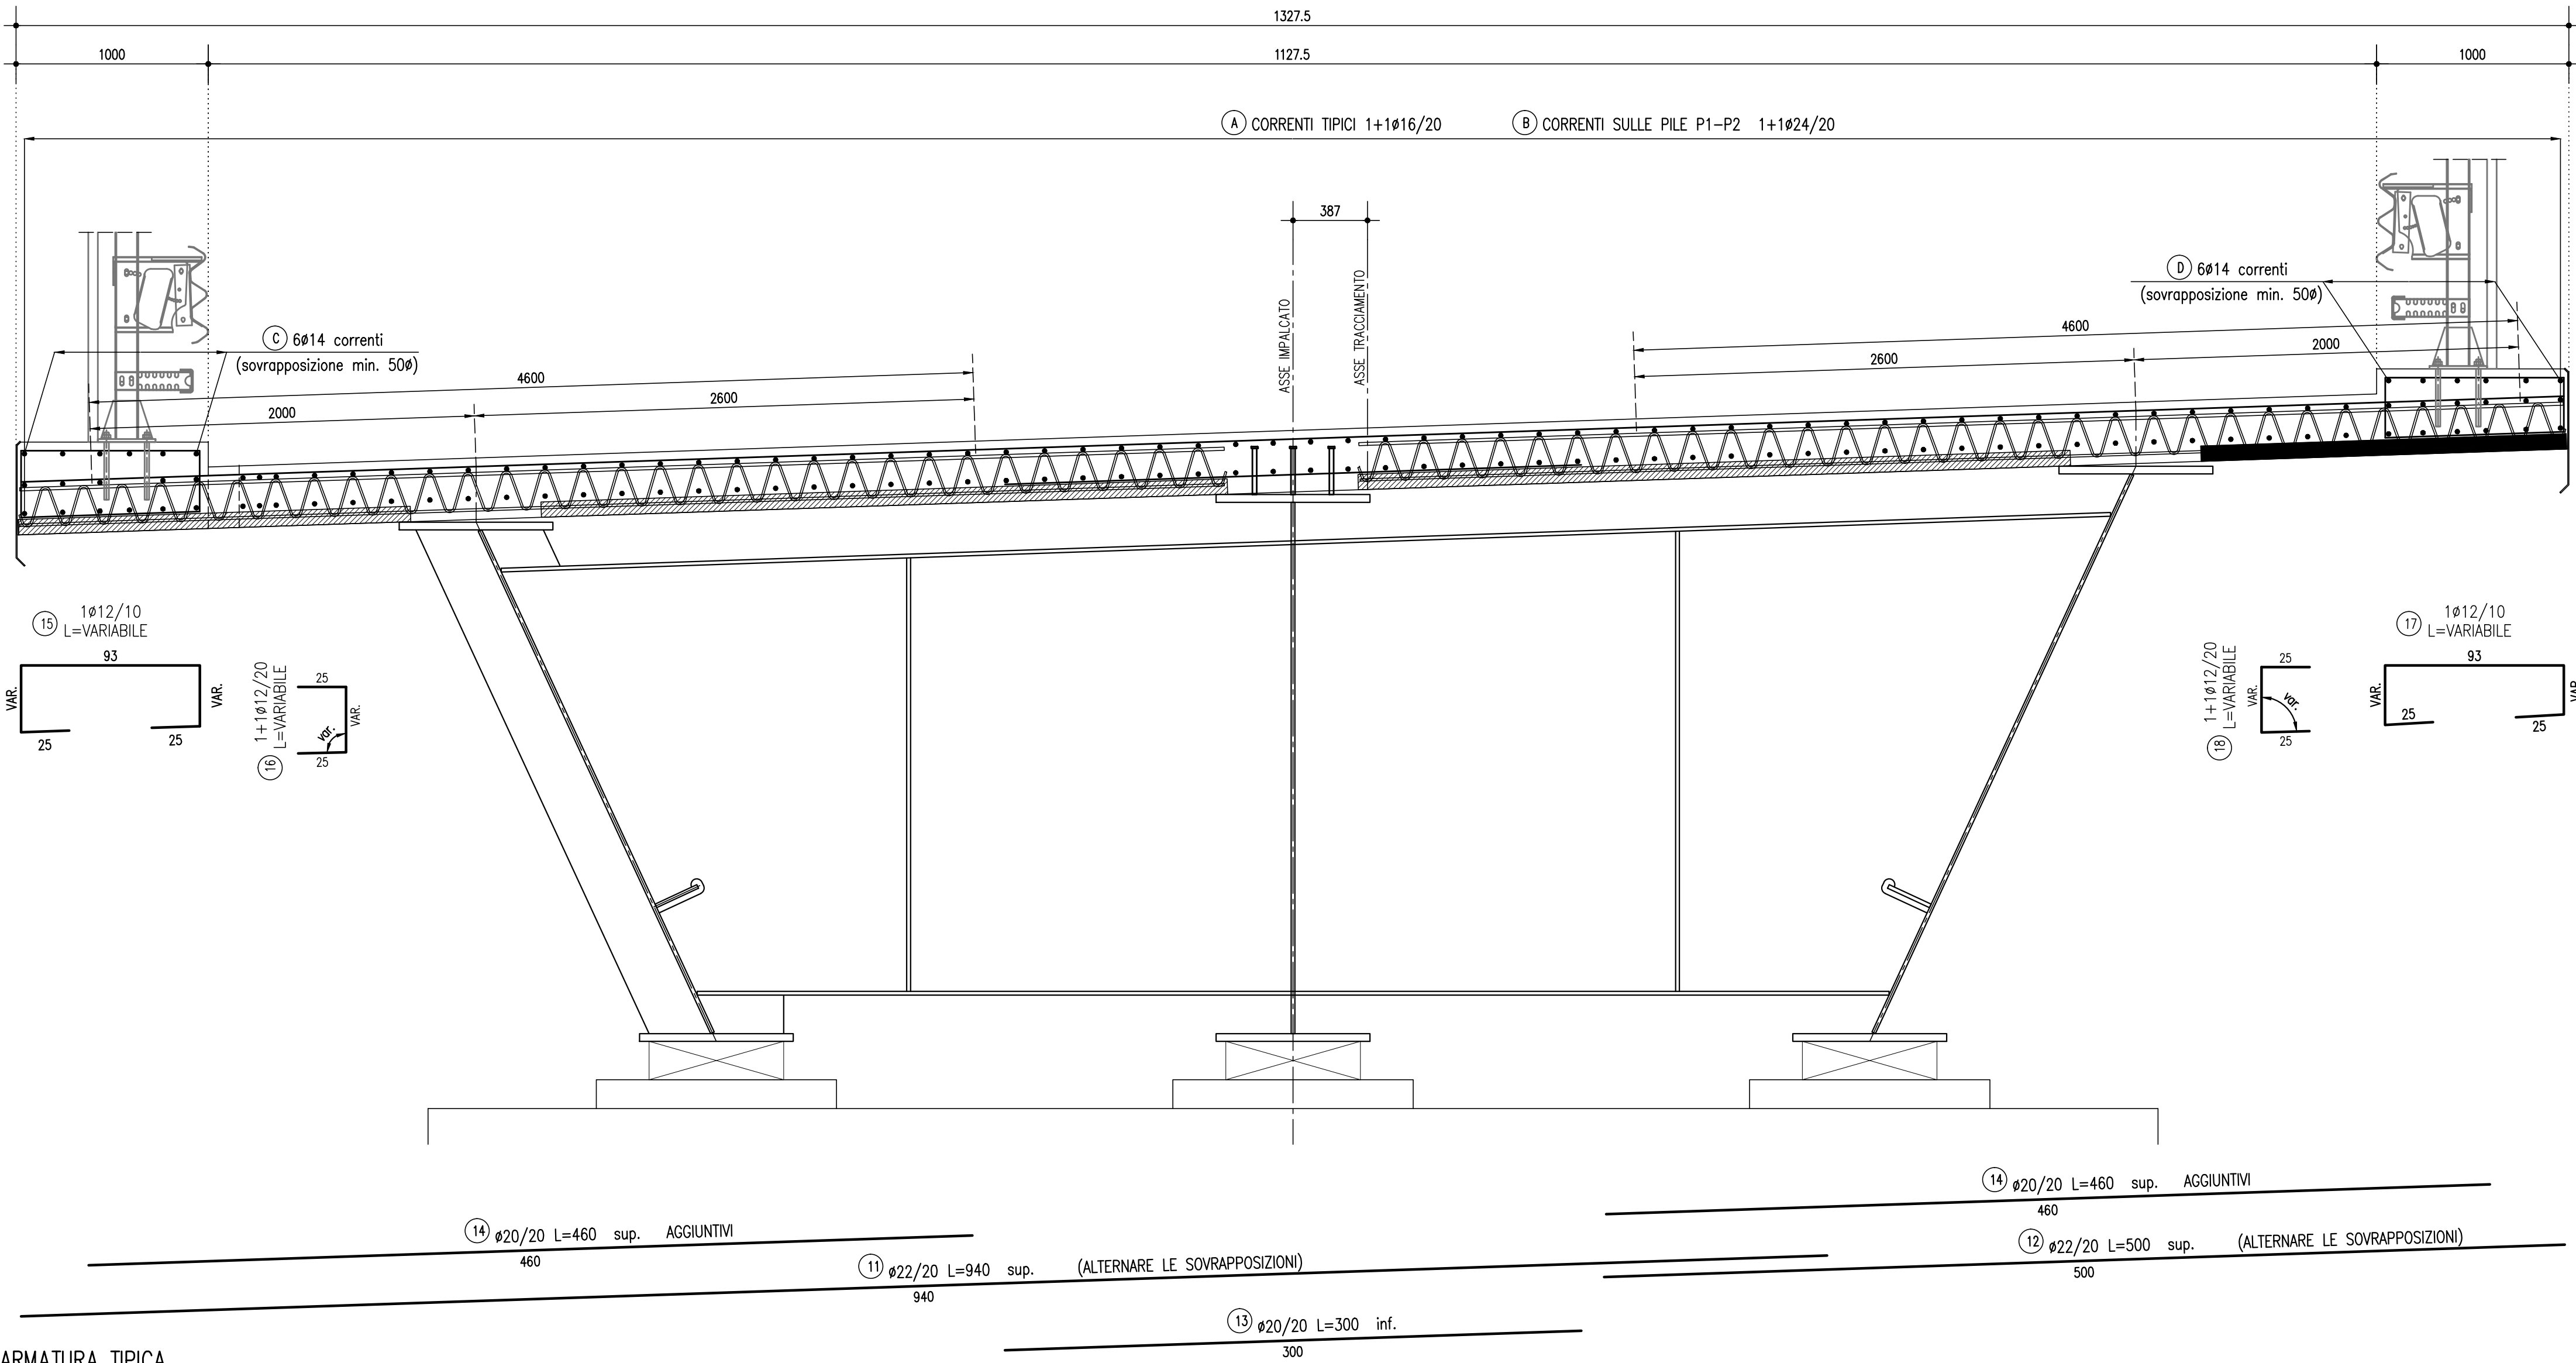 1327.5
1000
1127.5
1000
A CORRENTI TIPICI 1+1ø16/20
B CORRENTI SULLE PILE P1-P2 1+1ø24/20
387
ASSE IMPALCATO
ASSE TRACCIAMENTO
C 6ø14 correnti
(sovrapposizione min. 50ø)
D 6ø14 correnti
(sovrapposizione min. 50ø)
4600
2000
2600
4600
2600
2000
15 1ø12/10
L=VARIABILE
93
VAR.
VAR.
25
25
16 1+1ø12/20
L=VARIABILE
25
VAR.
var.
25
18 1+1ø12/20
L=VARIABILE
25
VAR.
var.
25
17 1ø12/10
L=VARIABILE
93
VAR.
VAR.
25
25
14 ø20/20 L=460 sup. AGGIUNTIVI
460
14 ø20/20 L=460 sup. AGGIUNTIVI
460
11 ø22/20 L=940 sup. (ALTERNARE LE SOVRAPPOSIZIONI)
940
12 ø22/20 L=500 sup. (ALTERNARE LE SOVRAPPOSIZIONI)
500
13 ø20/20 L=300 inf.
300
ARMATURA TIPICA